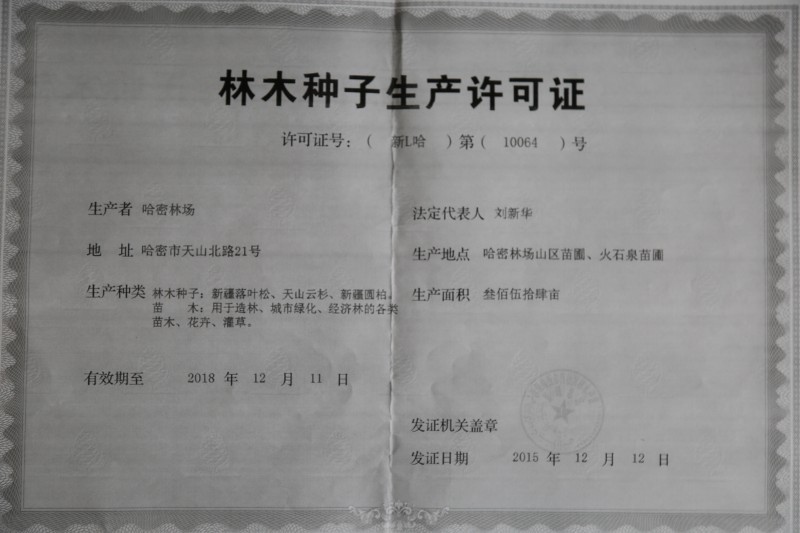 林木种子生产许可证
许可证号：（ 新L哈 ）第（ 10064 ）号
生产者 哈密林场
地 址 哈密市天山北路21号
生产种类 林木种子：新疆落叶松、天山云杉、新疆圆柏。
苗 木：用于造林、城市绿化、经济林的各类
苗木、花卉、灌草。
有效期至 2018 年 12 月 11 日
法定代表人 刘新华
生产地点 哈密林场山区苗圃、火石泉苗圃
生产面积 叁佰伍拾肆亩
发证机关盖章
发证日期 2015 年 12 月 12 日